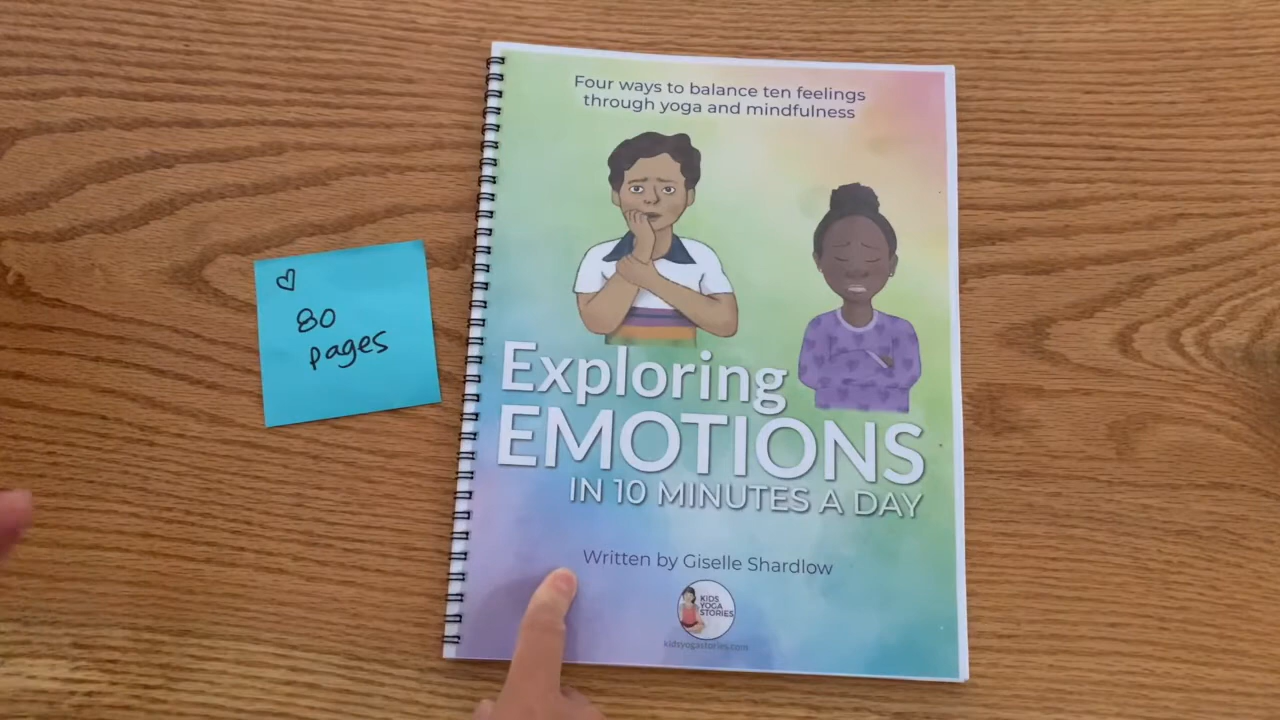 ♡
80
pages
Four ways to balance ten feelings
through yoga and mindfulness
Exploring
EMOTIONS
IN 10 MINUTES A DAY
Written by Giselle Shardlow
KIDS
YOGA
STORIES
kidsyogastories.com